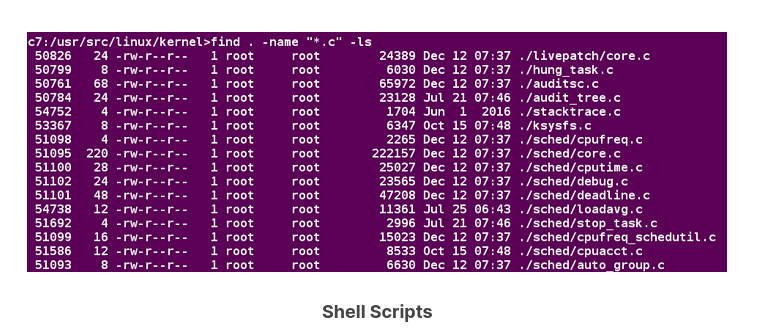 c7:/usr/src/linux/kernel>find . -name "*.c" -ls
50826 24 -rw-r--r-- 1 root root 24389 Dec 12 07:37 ./livepatch/core.c
50799 8 -rw-r--r-- 1 root root 6030 Dec 12 07:37 ./hung_task.c
50761 68 -rw-r--r-- 1 root root 65972 Dec 12 07:37 ./auditsc.c
50784 24 -rw-r--r-- 1 root root 23128 Jul 21 07:46 ./audit_tree.c
54752 4 -rw-r--r-- 1 root root 1704 Jun 1 2016 ./stacktrace.c
53367 8 -rw-r--r-- 1 root root 6347 Oct 15 07:48 ./ksysfs.c
51098 4 -rw-r--r-- 1 root root 2265 Dec 12 07:37 ./sched/cpufreq.c
51095 220 -rw-r--r-- 1 root root 222157 Dec 12 07:37 ./sched/core.c
51100 28 -rw-r--r-- 1 root root 25027 Dec 12 07:37 ./sched/cputime.c
51102 24 -rw-r--r-- 1 root root 23565 Dec 12 07:37 ./sched/debug.c
51101 48 -rw-r--r-- 1 root root 47208 Dec 12 07:37 ./sched/deadline.c
54738 12 -rw-r--r-- 1 root root 11361 Jul 25 06:43 ./sched/loadavg.c
51692 4 -rw-r--r-- 1 root root 2996 Jul 21 07:46 ./sched/stop_task.c
51099 16 -rw-r--r-- 1 root root 15023 Dec 12 07:37 ./sched/cpufreq_schedutil.c
51586 12 -rw-r--r-- 1 root root 8533 Oct 15 07:48 ./sched/cpuacct.c
51093 8 -rw-r--r-- 1 root root 6630 Dec 12 07:37 ./sched/auto_group.c
Shell Scripts